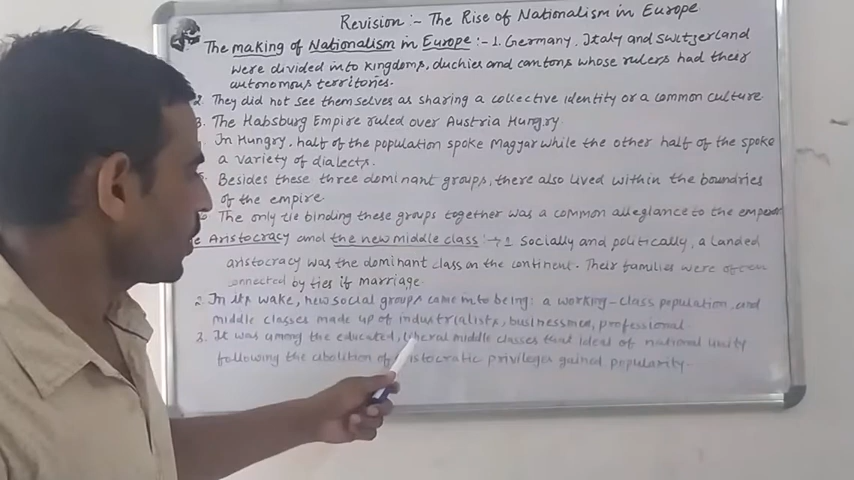 Revision :- The Rise of Nationalism in Europe
The making of Nationalism in Europe :- 1. Germany, Italy and Switzerland
were divided into kingdoms, duchies and cantons whose rulers had their
autonomous territories.
2. They did not see themselves as sharing a collective identity or a common culture
3. The Habsburg Empire ruled over Austria Hungry.
In Hungry, half of the population spoke Magyar while the other half of the spoke
a variety of dialects.
Besides these three dominant groups, there also lived within the boundries
of the empire.
The only tie binding these groups together was a common allegiance to the emperor
Aristocracy and the new middle class :- 1 Socially and politically, a landed
aristocracy was the dominant class on the continent. Their families were often
connected by ties if marriage.
2. In its wake, new social groups came into being: a working-class population, and
middle classes made up of industrialists, businessmen, professional
3. It was among the educated, liberal middle classes that ideas of national unity
following the abolition of aristocratic privileges gained popularity.